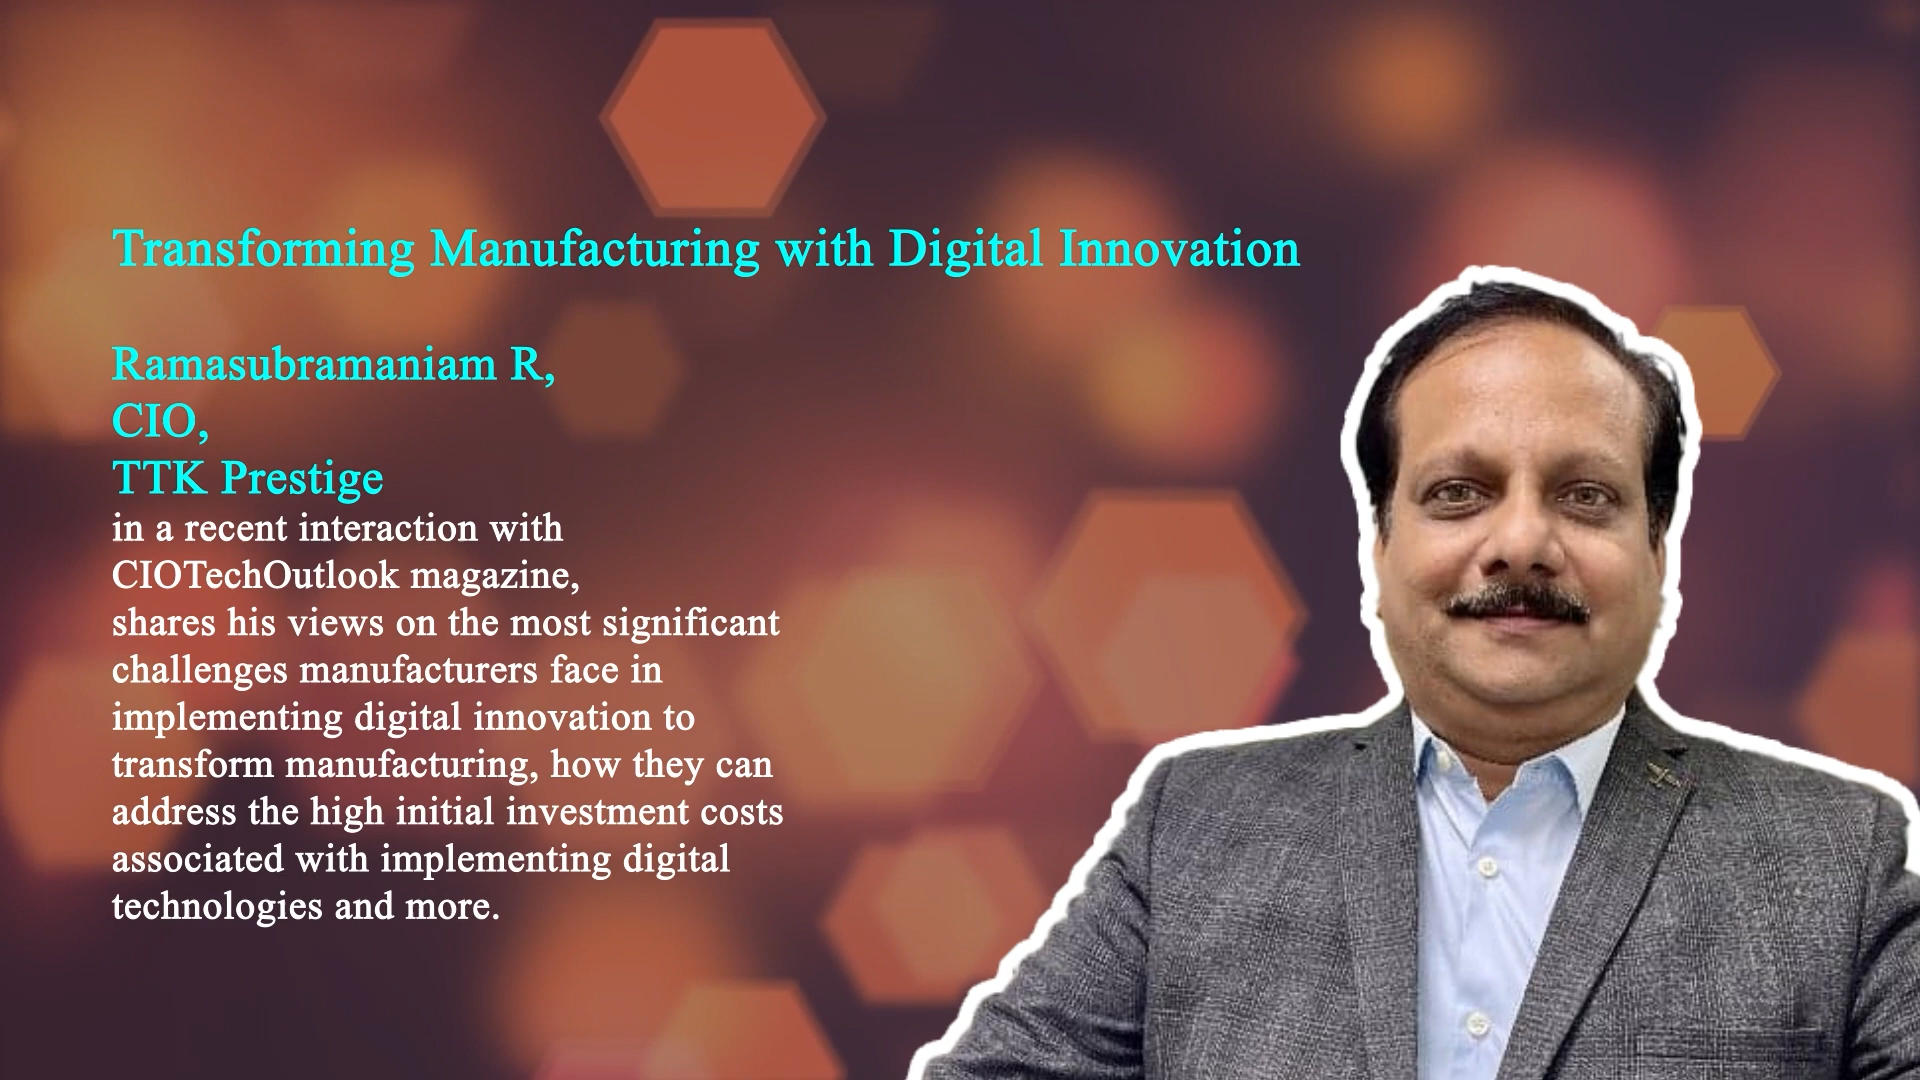 Transforming Manufacturing with Digital Innovation
Ramasubramaniam R,
CIO,
TTK Prestige
in a recent interaction with
CIOTechOutlook magazine,
shares his views on the most significant
challenges manufacturers face in
implementing digital innovation to
transform manufacturing, how they can
address the high initial investment costs
associated with implementing digital
technologies and more.